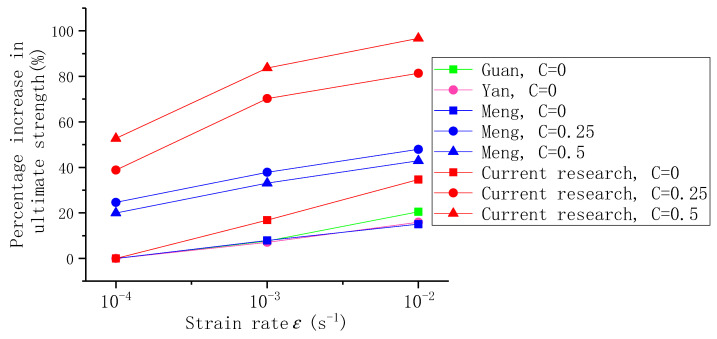 Percentage increase in
ultimate strength(%)
100
80
60
40
20
0
10⁻⁴
10⁻³
10⁻²
Strain rate ε (s⁻¹)
Guan, C=0
Yan, C=0
Meng, C=0
Meng, C=0.25
Meng, C=0.5
Current research, C=0
Current research, C=0.25
Current research, C=0.5